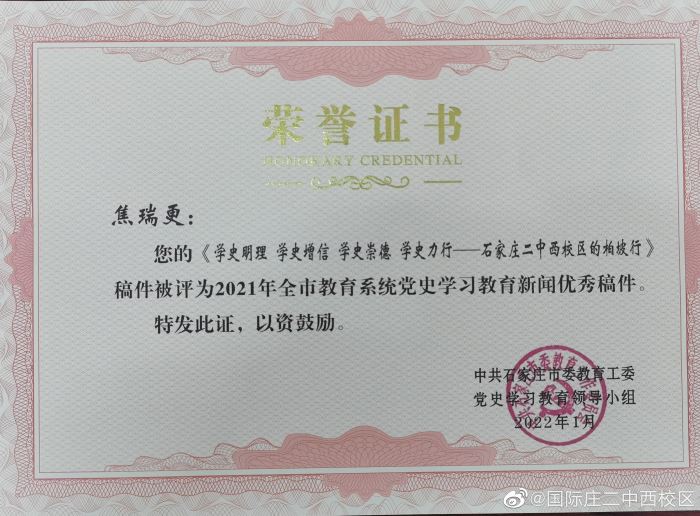 荣誉证书
HONORARY CREDENTIAL
焦瑞更：
您的《学史明理 学史增信 学史崇德 学史力行——石家庄二中西校区的柏坡行》
稿件被评为2021年全市教育系统党史学习教育新闻优秀稿件。
特发此证，以资鼓励。
中共石家庄市委教育工委
党史学习教育领导小组
2022年1月
@国际庄二中西校区